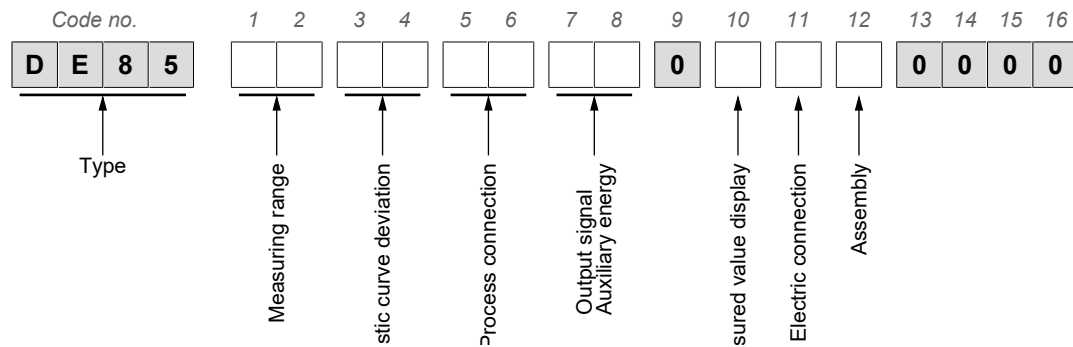 Code no. 1 2 3 4 5 6 7 8 9 10 11 12 13 14 15 16
D E 8 5 0 0 0 0 0
Type
Measuring range
stic curve deviation
Process connection
Output signal
Auxiliary energy
sured value display
Electric connection
Assembly